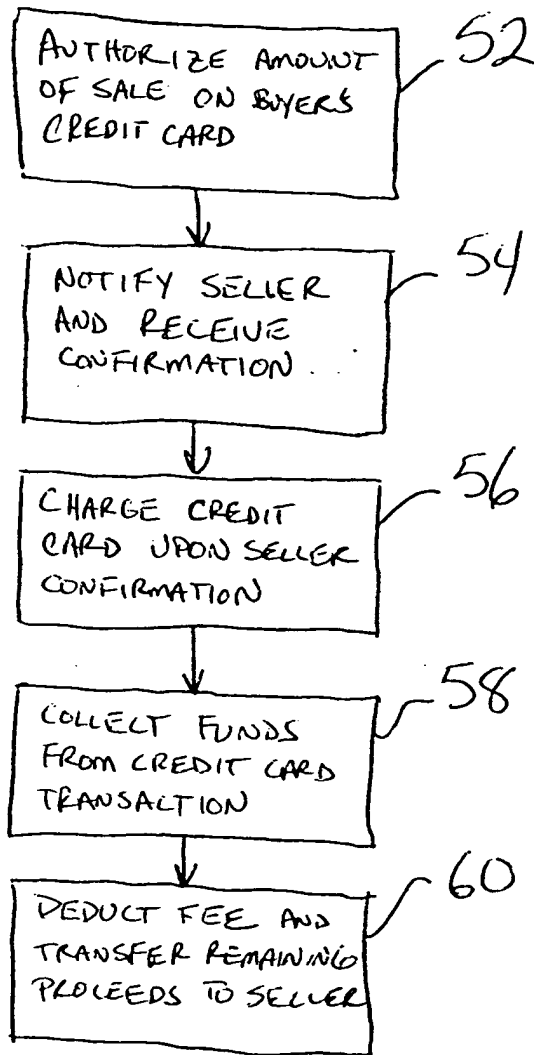 AUTHORIZE AMOUNT
OF SALE ON BUYER'S
CREDIT CARD
52
NOTIFY SELLER
AND RECEIVE
CONFIRMATION
54
CHARGE CREDIT
CARD UPON SELLER
CONFIRMATION
56
COLLECT FUNDS
FROM CREDIT CARD
TRANSACTION
58
DEDUCT FEE AND
TRANSFER REMAINING
PROCEEDS TO SELLER
60